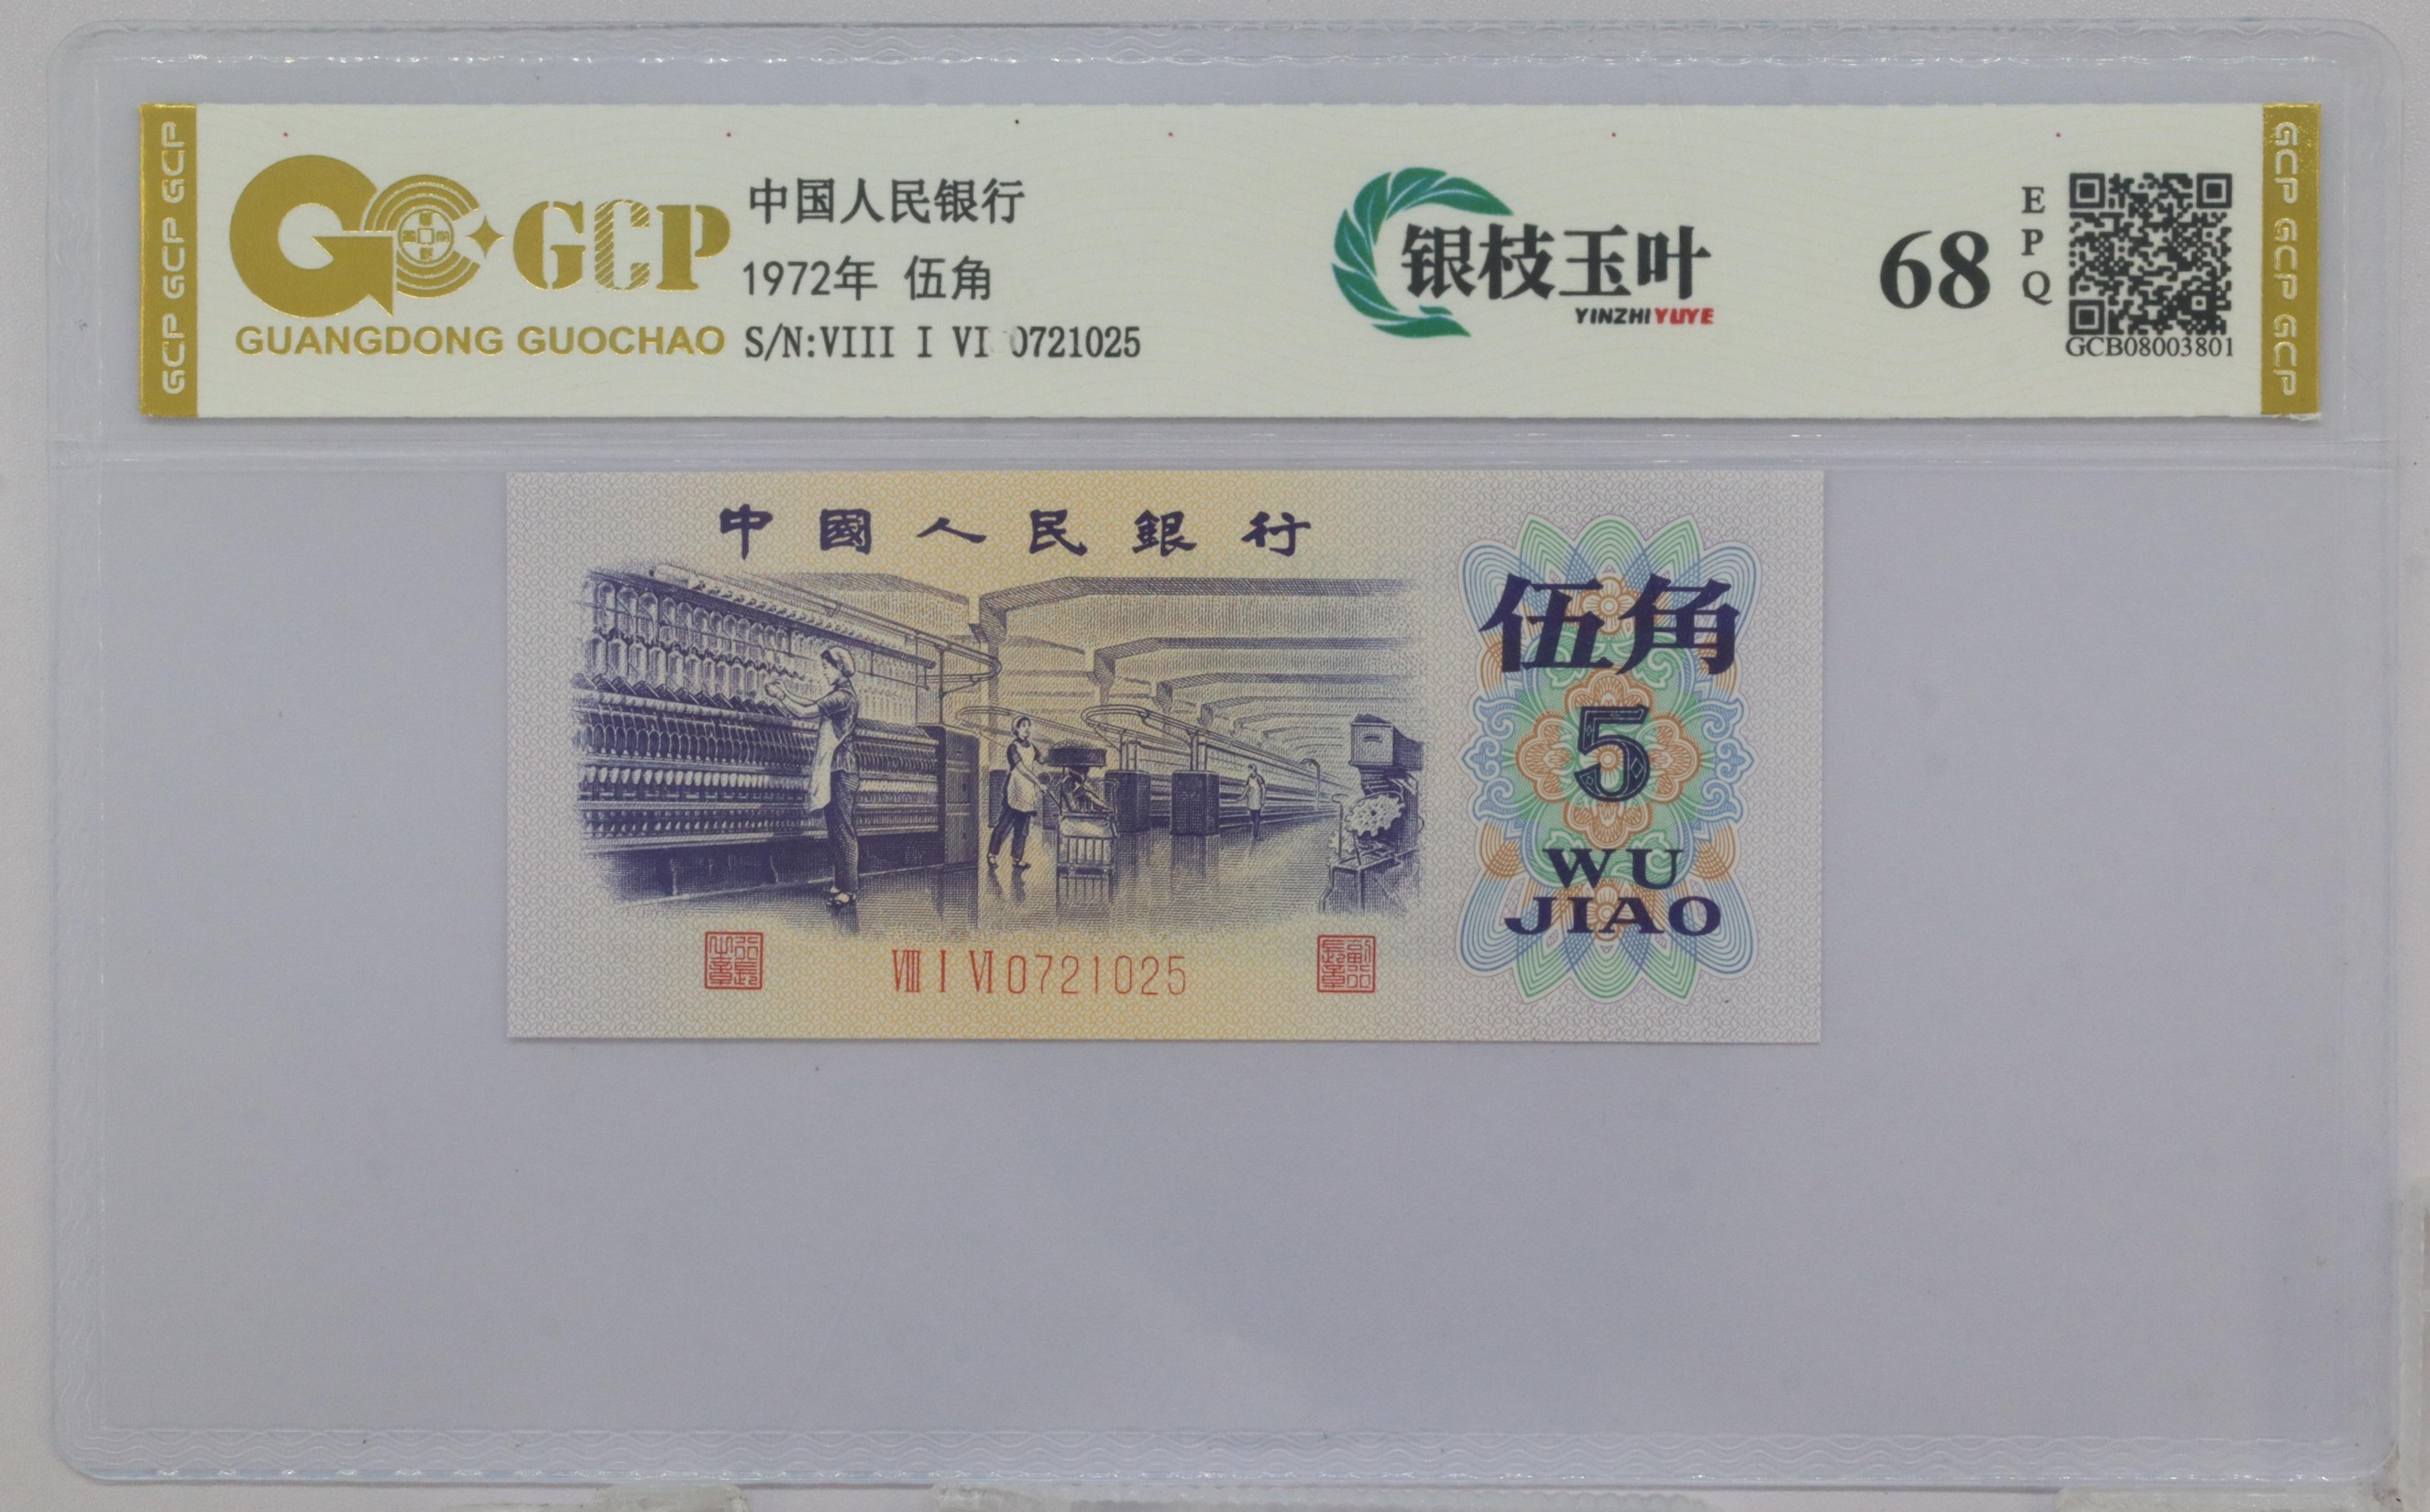 GCP GCP GCP
GCP
GUANGDONG GUOCHAO
中国人民银行
1972年 伍角
S/N:VIII I VI 0721025
银枝玉叶
YINZHIYUYE
68
EPQ
GCB08003801
GCP GCP GCP
中國人民銀行
伍角
5
WU
JIAO
VIII I VI 0721025